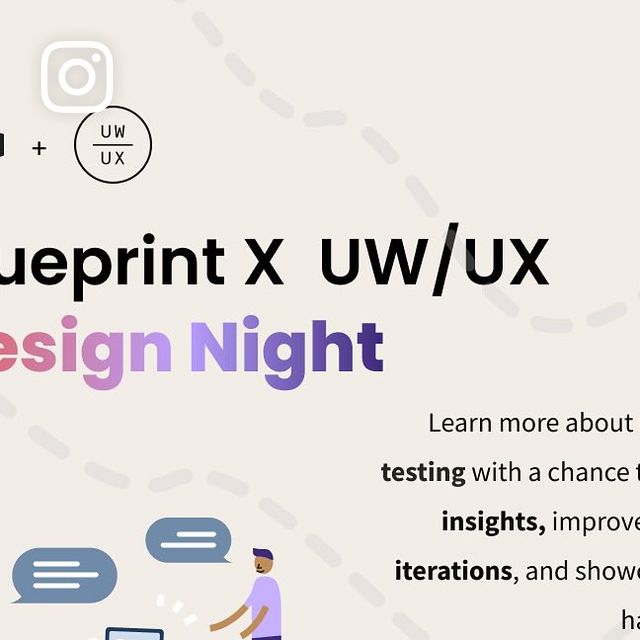 + UW
UX
ueprint X UW/UX
esign Night
Learn more about
testing with a chance t
insights, improve
iterations, and showc
ha